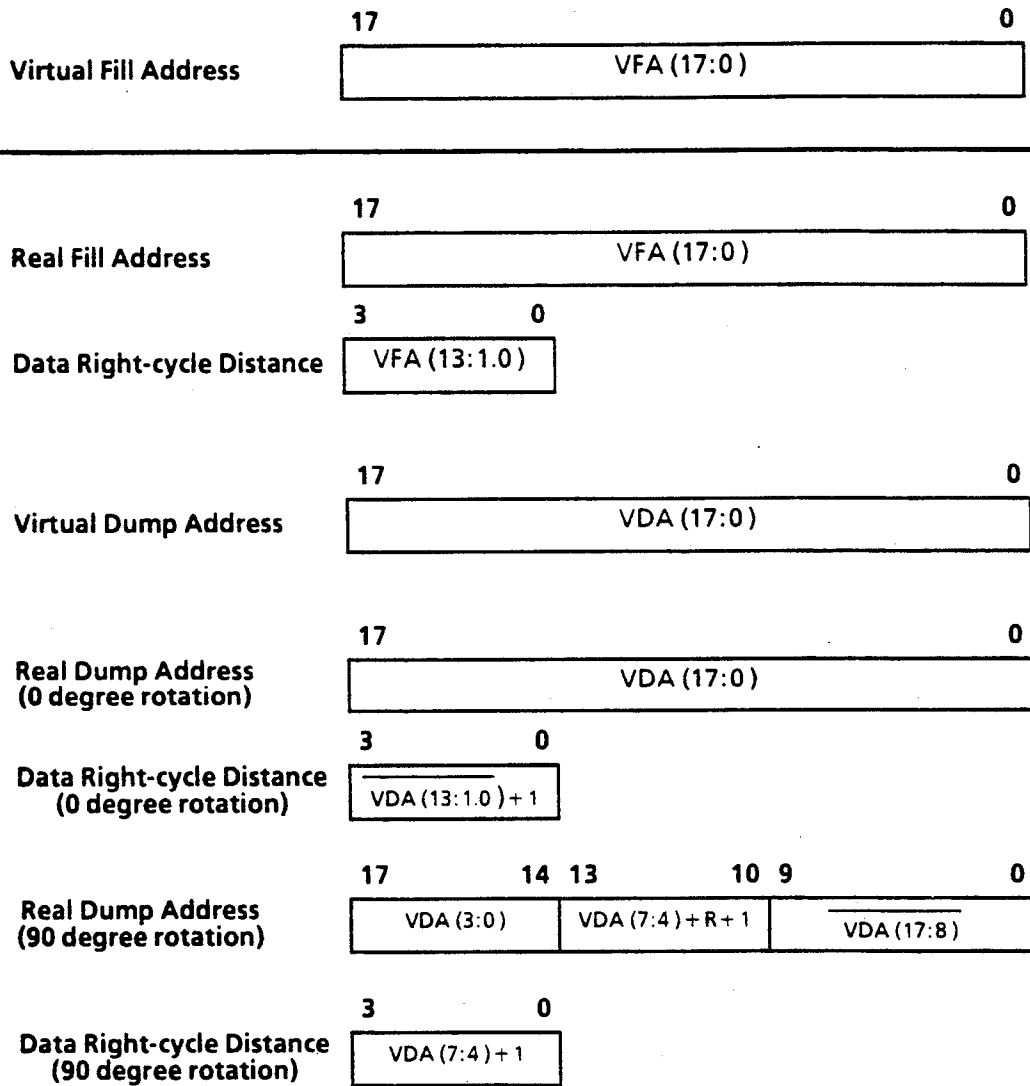 17 0
Virtual Fill Address VFA (17:0)
17 0
Real Fill Address VFA (17:0)
3 0
Data Right-cycle Distance VFA (13:1.0)
17 0
Virtual Dump Address VDA (17:0)
17 0
Real Dump Address VDA (17:0)
(0 degree rotation)
3 0
Data Right-cycle Distance VDA (13:1.0) + 1
(0 degree rotation)
17 14 13 10 9 0
Real Dump Address VDA (3:0) VDA (7:4) + R + 1 VDA (17:8)
(90 degree rotation)
3 0
Data Right-cycle Distance VDA (7:4) + 1
(90 degree rotation)